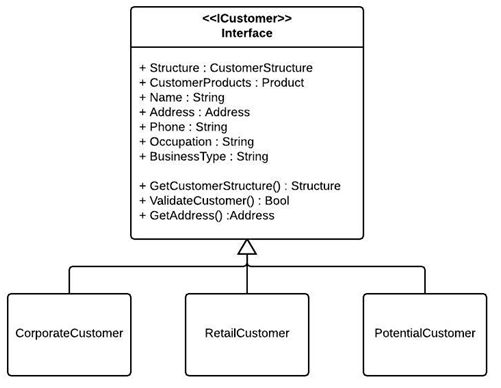 <<ICustomer>>
Interface
+ Structure : CustomerStructure
+ CustomerProducts : Product
+ Name : String
+ Address : Address
+ Phone : String
+ Occupation : String
+ BusinessType : String
+ GetCustomerStructure() : Structure
+ ValidateCustomer() : Bool
+ GetAddress() :Address
CorporateCustomer
RetailCustomer
PotentialCustomer